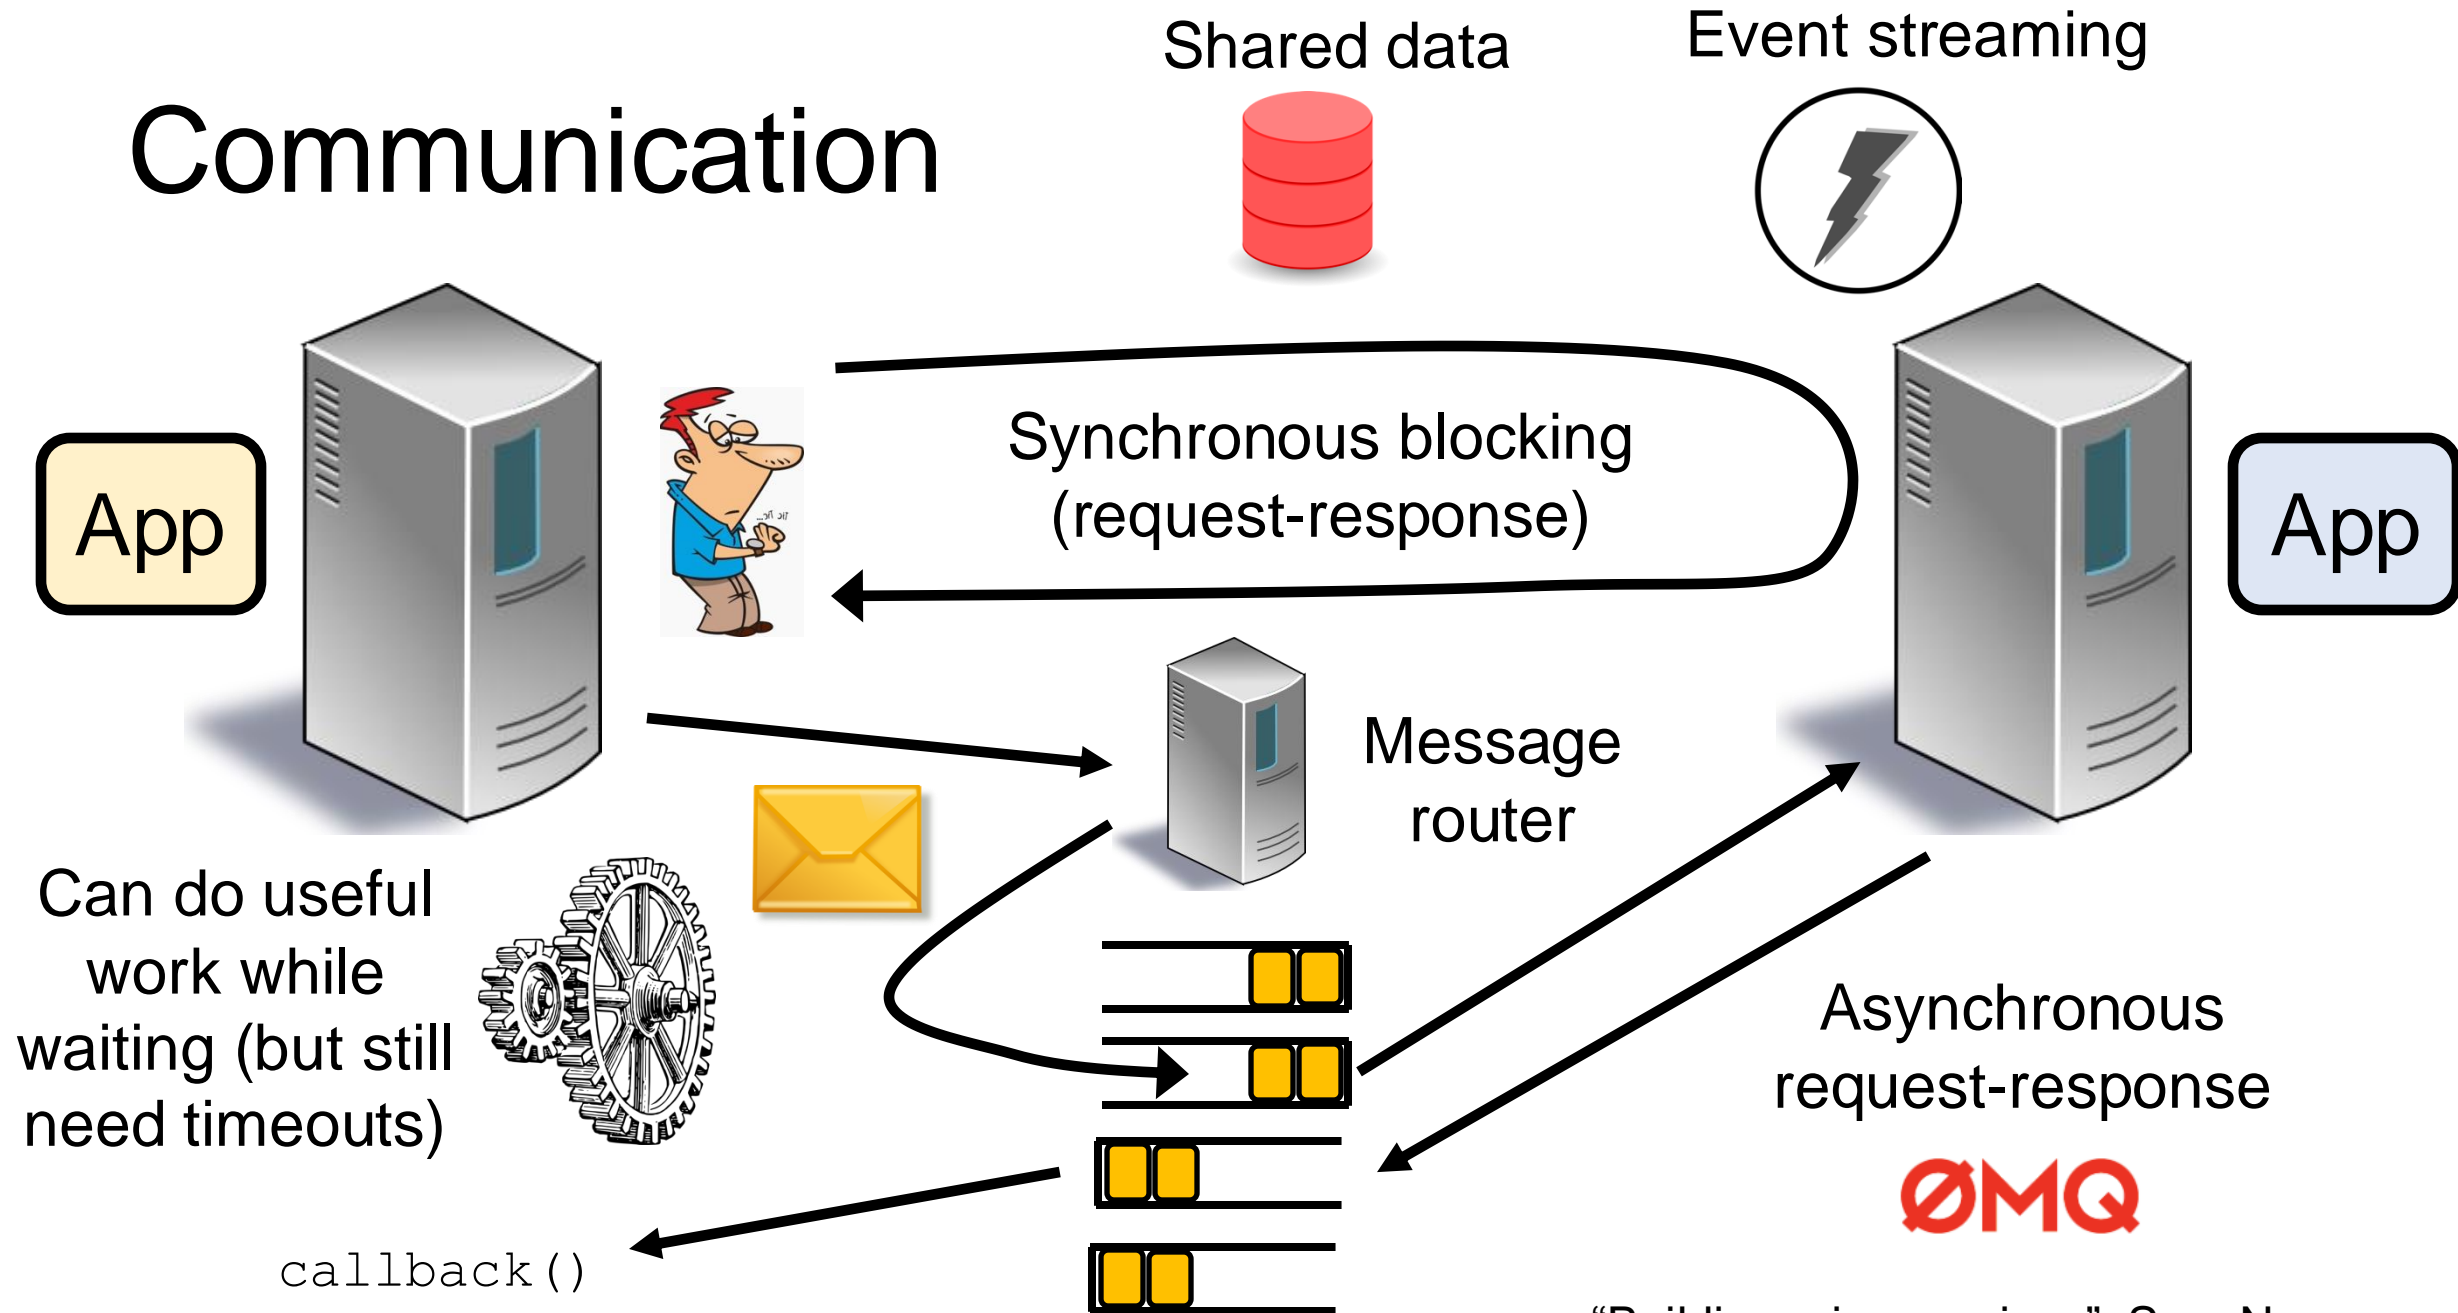 Shared data
Event streaming
Communication
App
Synchronous blocking
(request-response)
App
Message
router
Can do useful
work while
waiting (but still
need timeouts)
Asynchronous
request-response
ØMQ
callback()